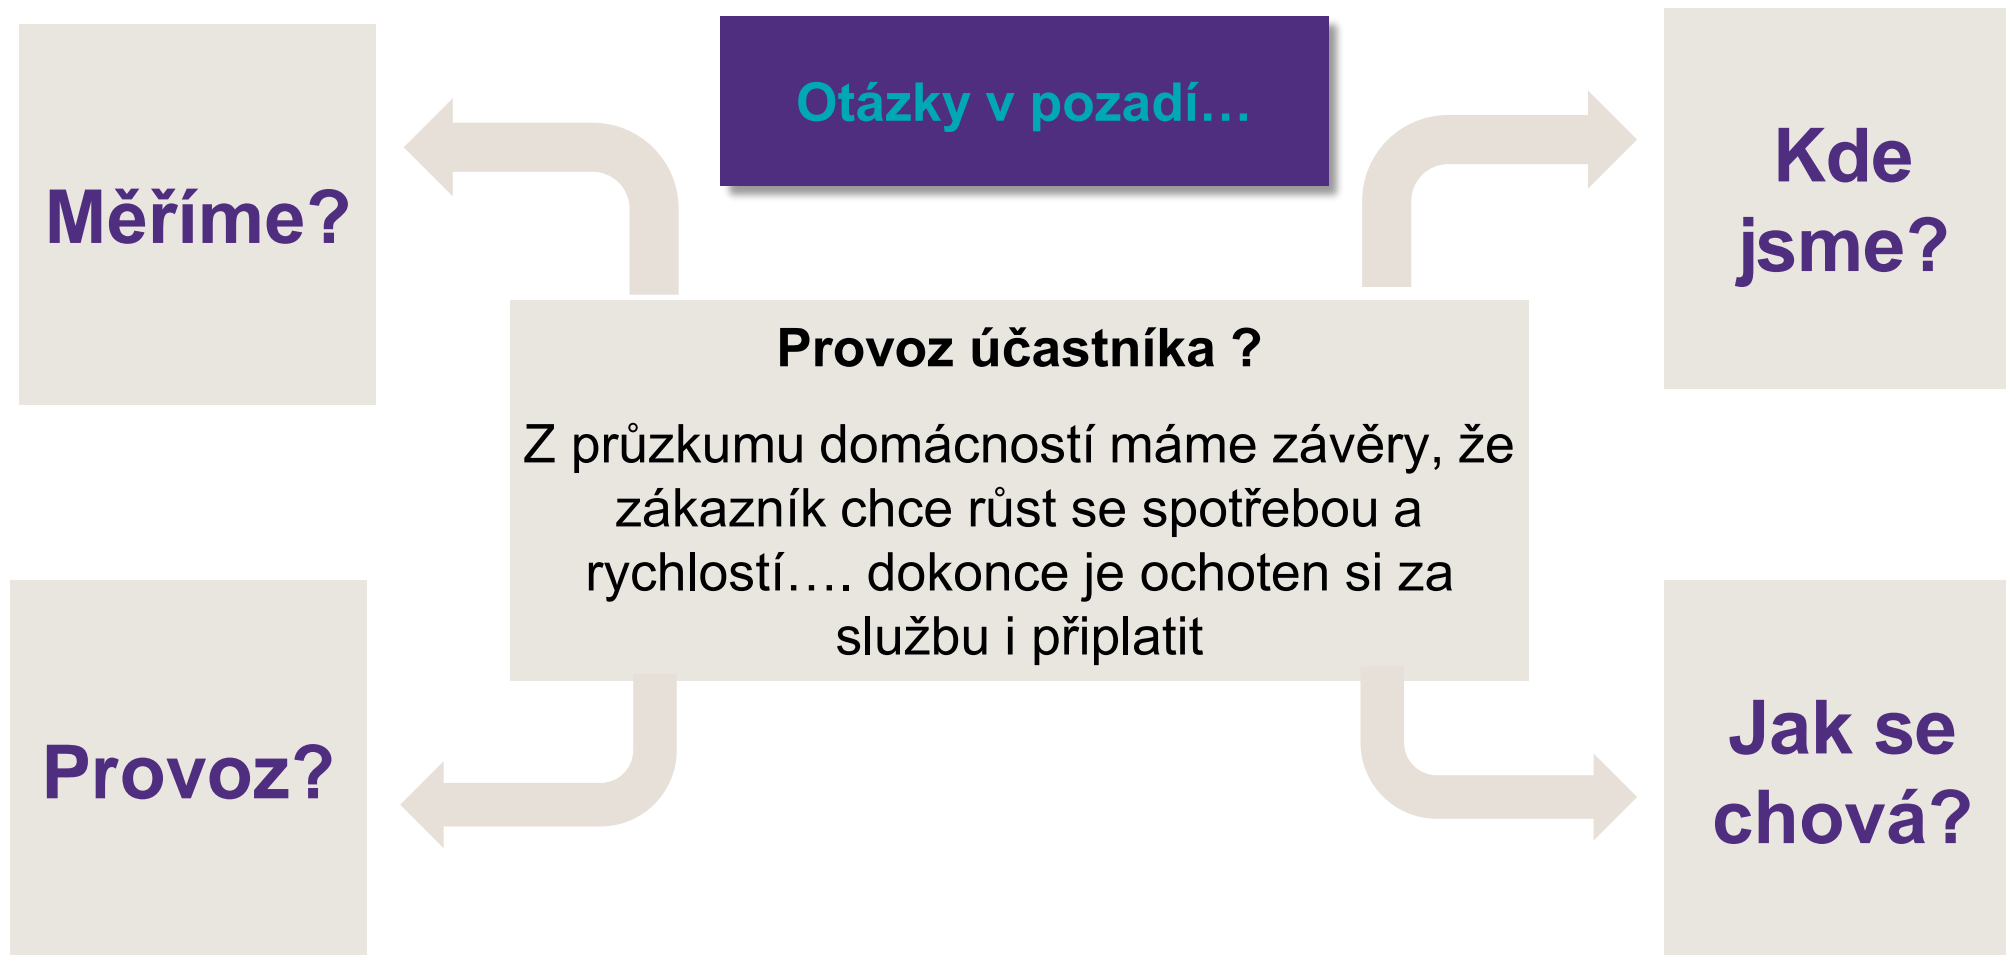 Otázky v pozadí…
Měříme?
Kde
jsme?
Provoz účastníka ?
Z průzkumu domácností máme závěry, že
zákazník chce růst se spotřebou a
rychlostí…. dokonce je ochoten si za
službu i připlatit
Provoz?
Jak se
chová?